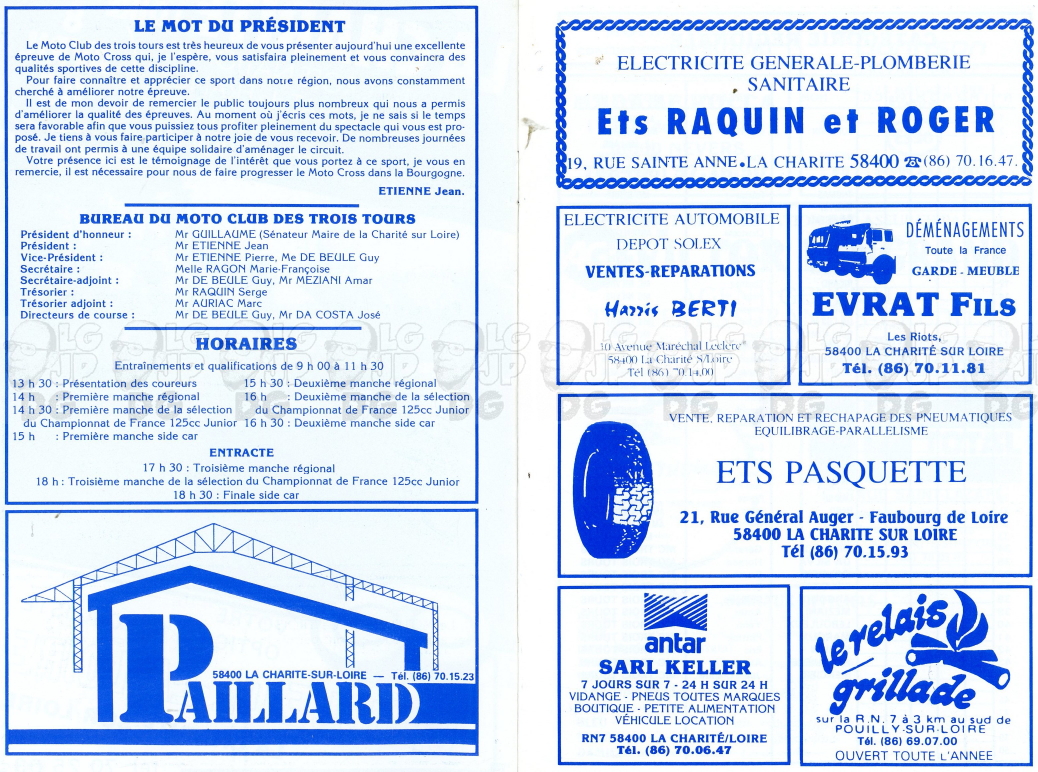 LE MOT DU PRÉSIDENT
Le Moto Club des trois tours est très heureux de vous présenter aujourd'hui une excellente
épreuve de Moto Cross qui, je l'espère, vous satisfaira pleinement et vous convaincra des
qualités sportives de cette discipline.
Pour faire connaître et apprécier ce sport dans notre région, nous avons constamment
cherché à améliorer notre épreuve.
Il est de mon devoir de remercier le public toujours plus nombreux qui nous a permis
d'améliorer la qualité des épreuves. Au moment où j'écris ces mots, je ne sais si le temps
sera favorable afin que vous puissiez tous profiter pleinement du spectacle qui vous est pro-
posé. Je tiens à vous faire participer à notre joie de vous recevoir. De nombreuses journées
de travail ont permis à une équipe solidaire d'aménager le circuit.
Votre présence ici est le témoignage de l'intérêt que vous portez à ce sport, je vous en
remercie, il est nécessaire pour nous de faire progresser le Moto Cross dans la Bourgogne.
ETIENNE Jean.
BUREAU DU MOTO CLUB DES TROIS TOURS
Président d'honneur : Mr GUILLAUME (Sénateur Maire de la Charité sur Loire)
Président : Mr ETIENNE Jean
Vice-Président : Mr ETIENNE Pierre, Me DE BEULE Guy
Secrétaire : Melle RAGON Marie-Françoise
Secrétaire-adjoint : Mr DE BEULE Guy, Mr MEZIANI Amar
Trésorier : Mr RAQUIN Serge
Trésorier adjoint : Mr AURIAC Marc
Directeurs de course : Mr DE BEULE Guy, Mr DA COSTA José
HORAIRES
Entraînements et qualifications de 9 h 00 à 11 h 30
13 h 30 : Présentation des coureurs
14 h : Première manche régional
14 h 30 : Première manche de la sélection
du Championnat de France 125cc Junior
15 h : Première manche side car
15 h 30 : Deuxième manche régional
16 h : Deuxième manche de la sélection
du Championnat de France 125cc Junior
16 h 30 : Deuxième manche side car
ENTRACTE
17 h 30 : Troisième manche régional
18 h : Troisième manche de la sélection du Championnat de France 125cc Junior
18 h 30 : Finale side car
58400 LA CHARITE-SUR-LOIRE — Tél. (86) 70.15.23
PAILLARD
ELECTRICITE GENERALE-PLOMBERIE
SANITAIRE
Ets RAQUIN et ROGER
19, RUE SAINTE ANNE • LA CHARITE 58400 ☎ (86) 70.16.47.
ELECTRICITE AUTOMOBILE
DEPOT SOLEX
VENTES-REPARATIONS
Harris BERTI
10 Avenue Maréchal Leclerc
58400 La Charité S/Loire
Tél (86) 70.14.00
DÉMÉNAGEMENTS
Toute la France
GARDE - MEUBLE
EVRAT FILS
Les Riots,
58400 LA CHARITÉ SUR LOIRE
Tél. (86) 70.11.81
VENTE, REPARATION ET RECHAPAGE DES PNEUMATIQUES
EQUILIBRAGE-PARALLELISME
ETS PASQUETTE
21, Rue Général Auger - Faubourg de Loire
58400 LA CHARITE SUR LOIRE
Tél (86) 70.15.93
antar
SARL KELLER
7 JOURS SUR 7 - 24 H SUR 24 H
VIDANGE - PNEUS TOUTES MARQUES
BOUTIQUE - PETITE ALIMENTATION
VÉHICULE LOCATION
RN7 58400 LA CHARITÉ/LOIRE
Tél. (86) 70.06.47
le relais
grillade
sur la R.N. 7 à 3 km au sud de
POUILLY-SUR-LOIRE
Tél. (86) 69.07.00
OUVERT TOUTE L'ANNEE